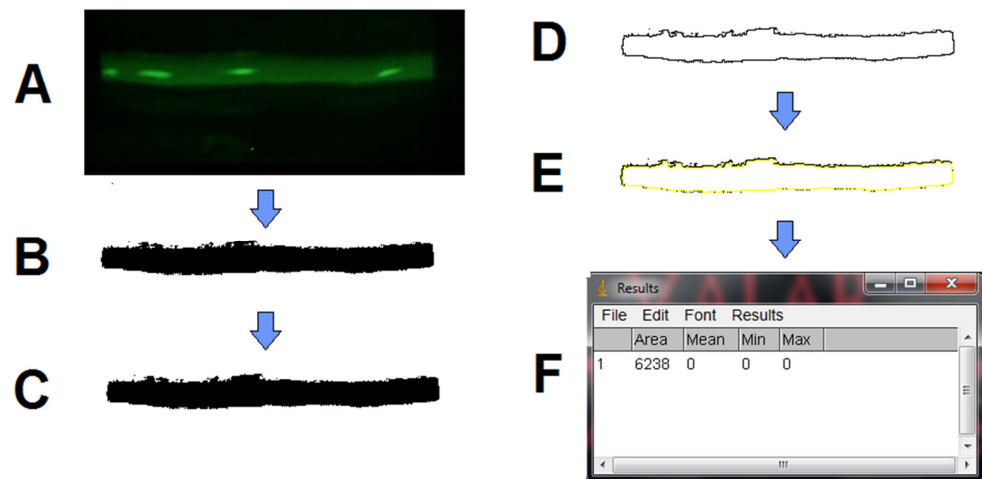 A
B
C
D
E
F
Results
File Edit Font Results
Area Mean Min Max
1 6238 0 0 0